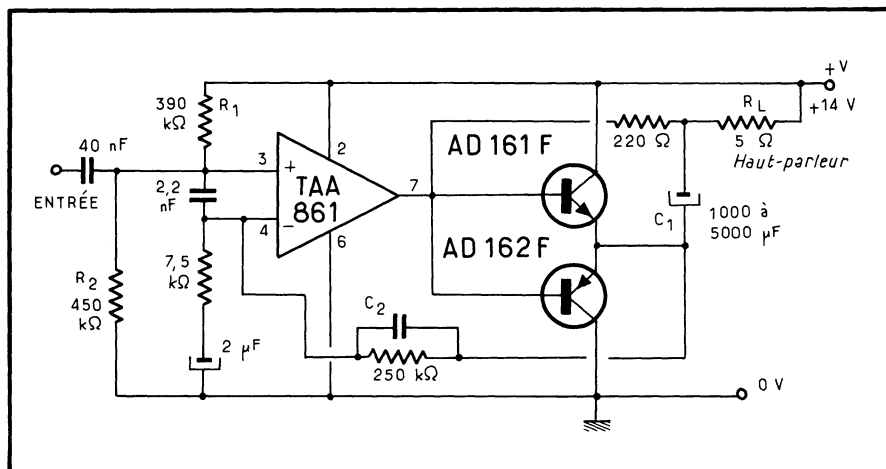 +V
+14 V
390
kΩ
R1
40 nF
ENTRÉE
2,2
nF
3
+
2
TAA
861
7
4
−
6
AD 161 F
AD 162 F
220 Ω
RL
5 Ω
Haut-parleur
C1
1000 à
5000 µF
R2
450
kΩ
7,5
kΩ
2 µF
C2
250 kΩ
0 V